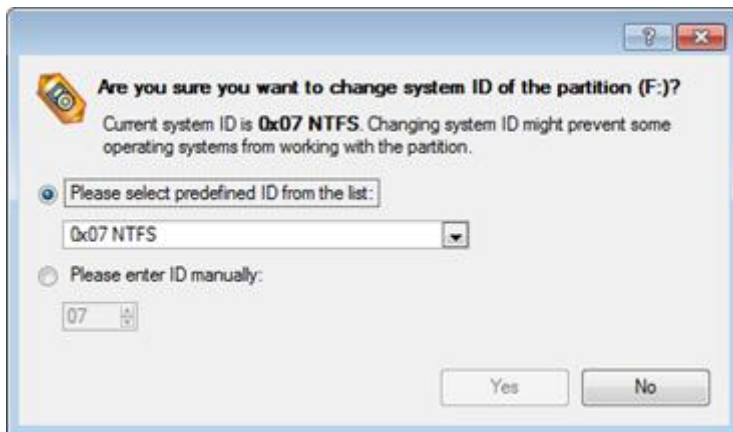 Are you sure you want to change system ID of the partition (F:)?
Current system ID is 0x07 NTFS. Changing system ID might prevent some
operating systems from working with the partition.
Please select predefined ID from the list:
0x07 NTFS
Please enter ID manually:
07
Yes No